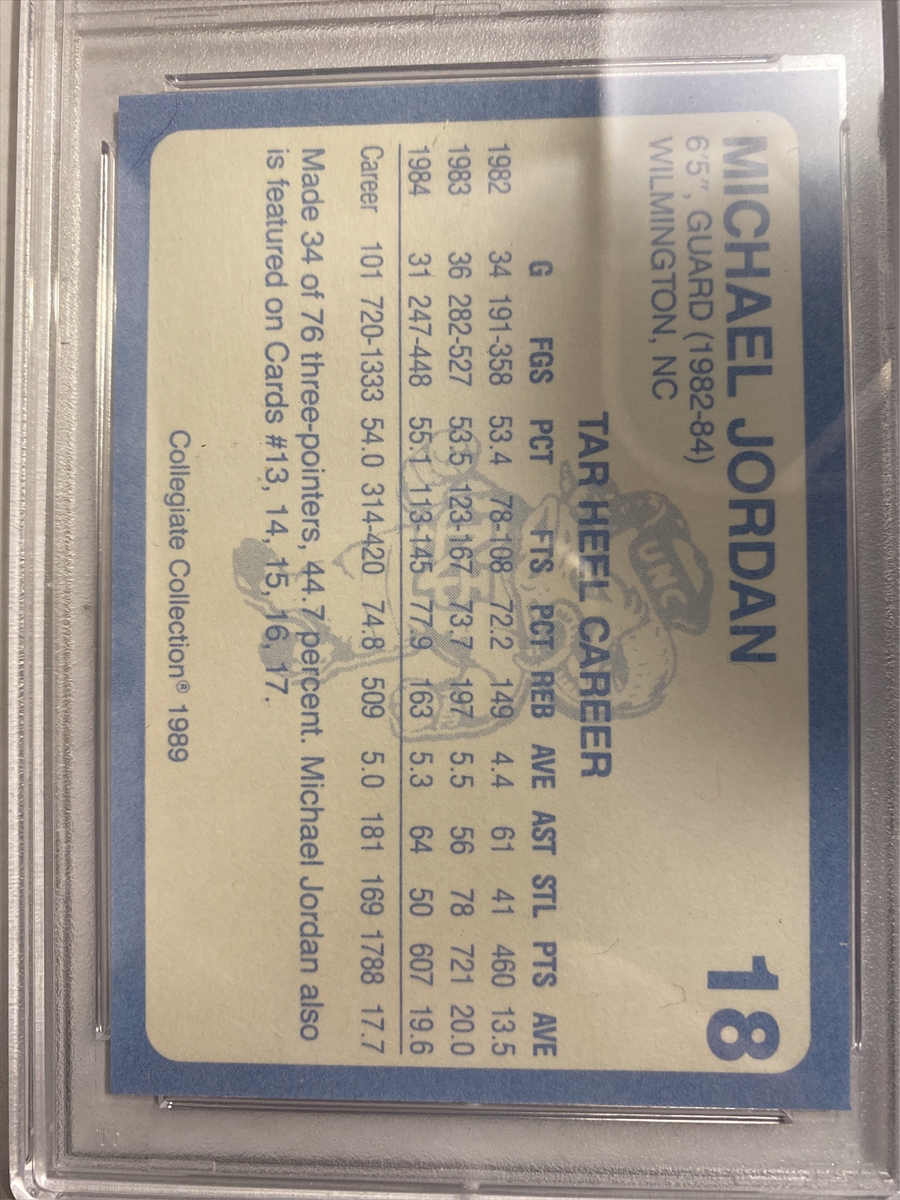 MICHAEL JORDAN 18
6'5", GUARD (1982-84)
WILMINGTON, NC
UNC
TAR HEEL CAREER
G FGS PCT FTS PCT REB AVE AST STL PTS AVE
1982 34 191-358 53.4 78-108 72.2 149 4.4 61 41 460 13.5
1983 36 282-527 53.5 123-167 73.7 197 5.5 56 78 721 20.0
1984 31 247-448 55.1 113-145 77.9 163 5.3 64 50 607 19.6
Career 101 720-1333 54.0 314-420 74.8 509 5.0 181 169 1788 17.7
Made 34 of 76 three-pointers, 44.7 percent. Michael Jordan also
is featured on Cards #13, 14, 15, 16, 17.
Collegiate Collection® 1989